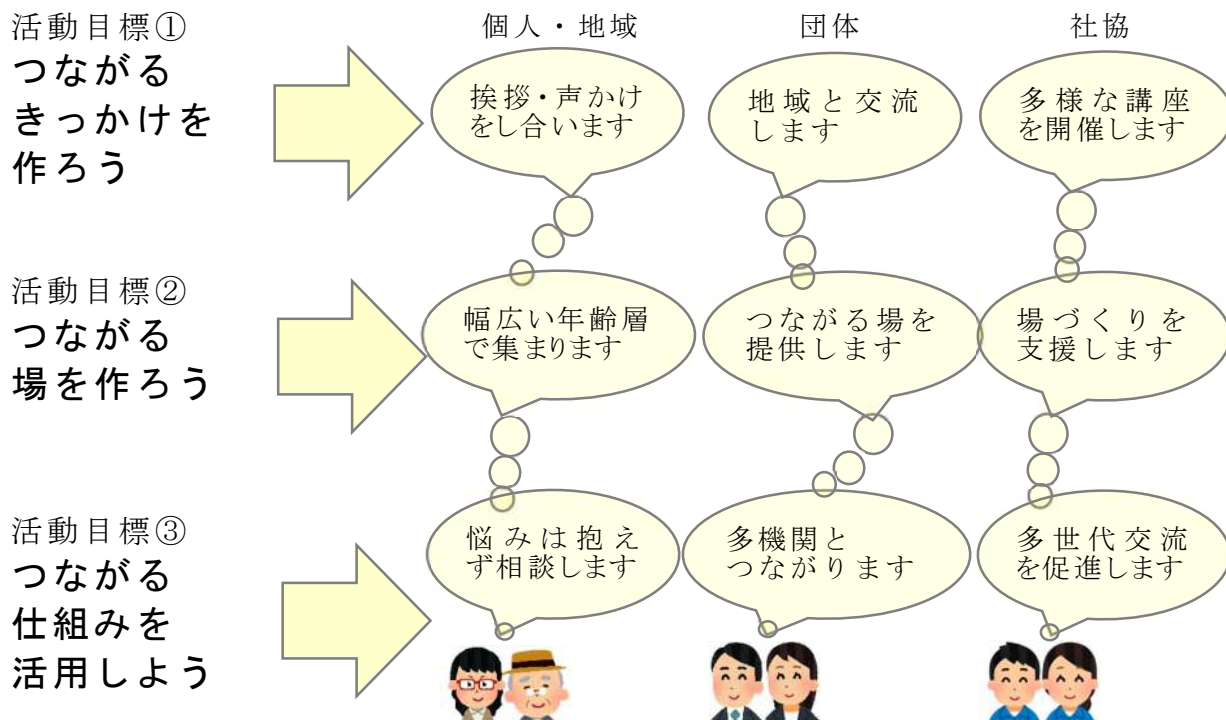 活動目標①
つながる
きっかけを
作ろう
個人・地域
団体
社協
挨拶・声かけ
をし合います
地域と交流
します
多様な講座
を開催します
活動目標②
つながる
場を作ろう
幅広い年齢層
で集まります
つながる場を
提供します
場づくりを
支援します
活動目標③
つながる
仕組みを
活用しよう
悩みは抱え
ず相談します
多機関と
つながります
多世代交流
を促進します